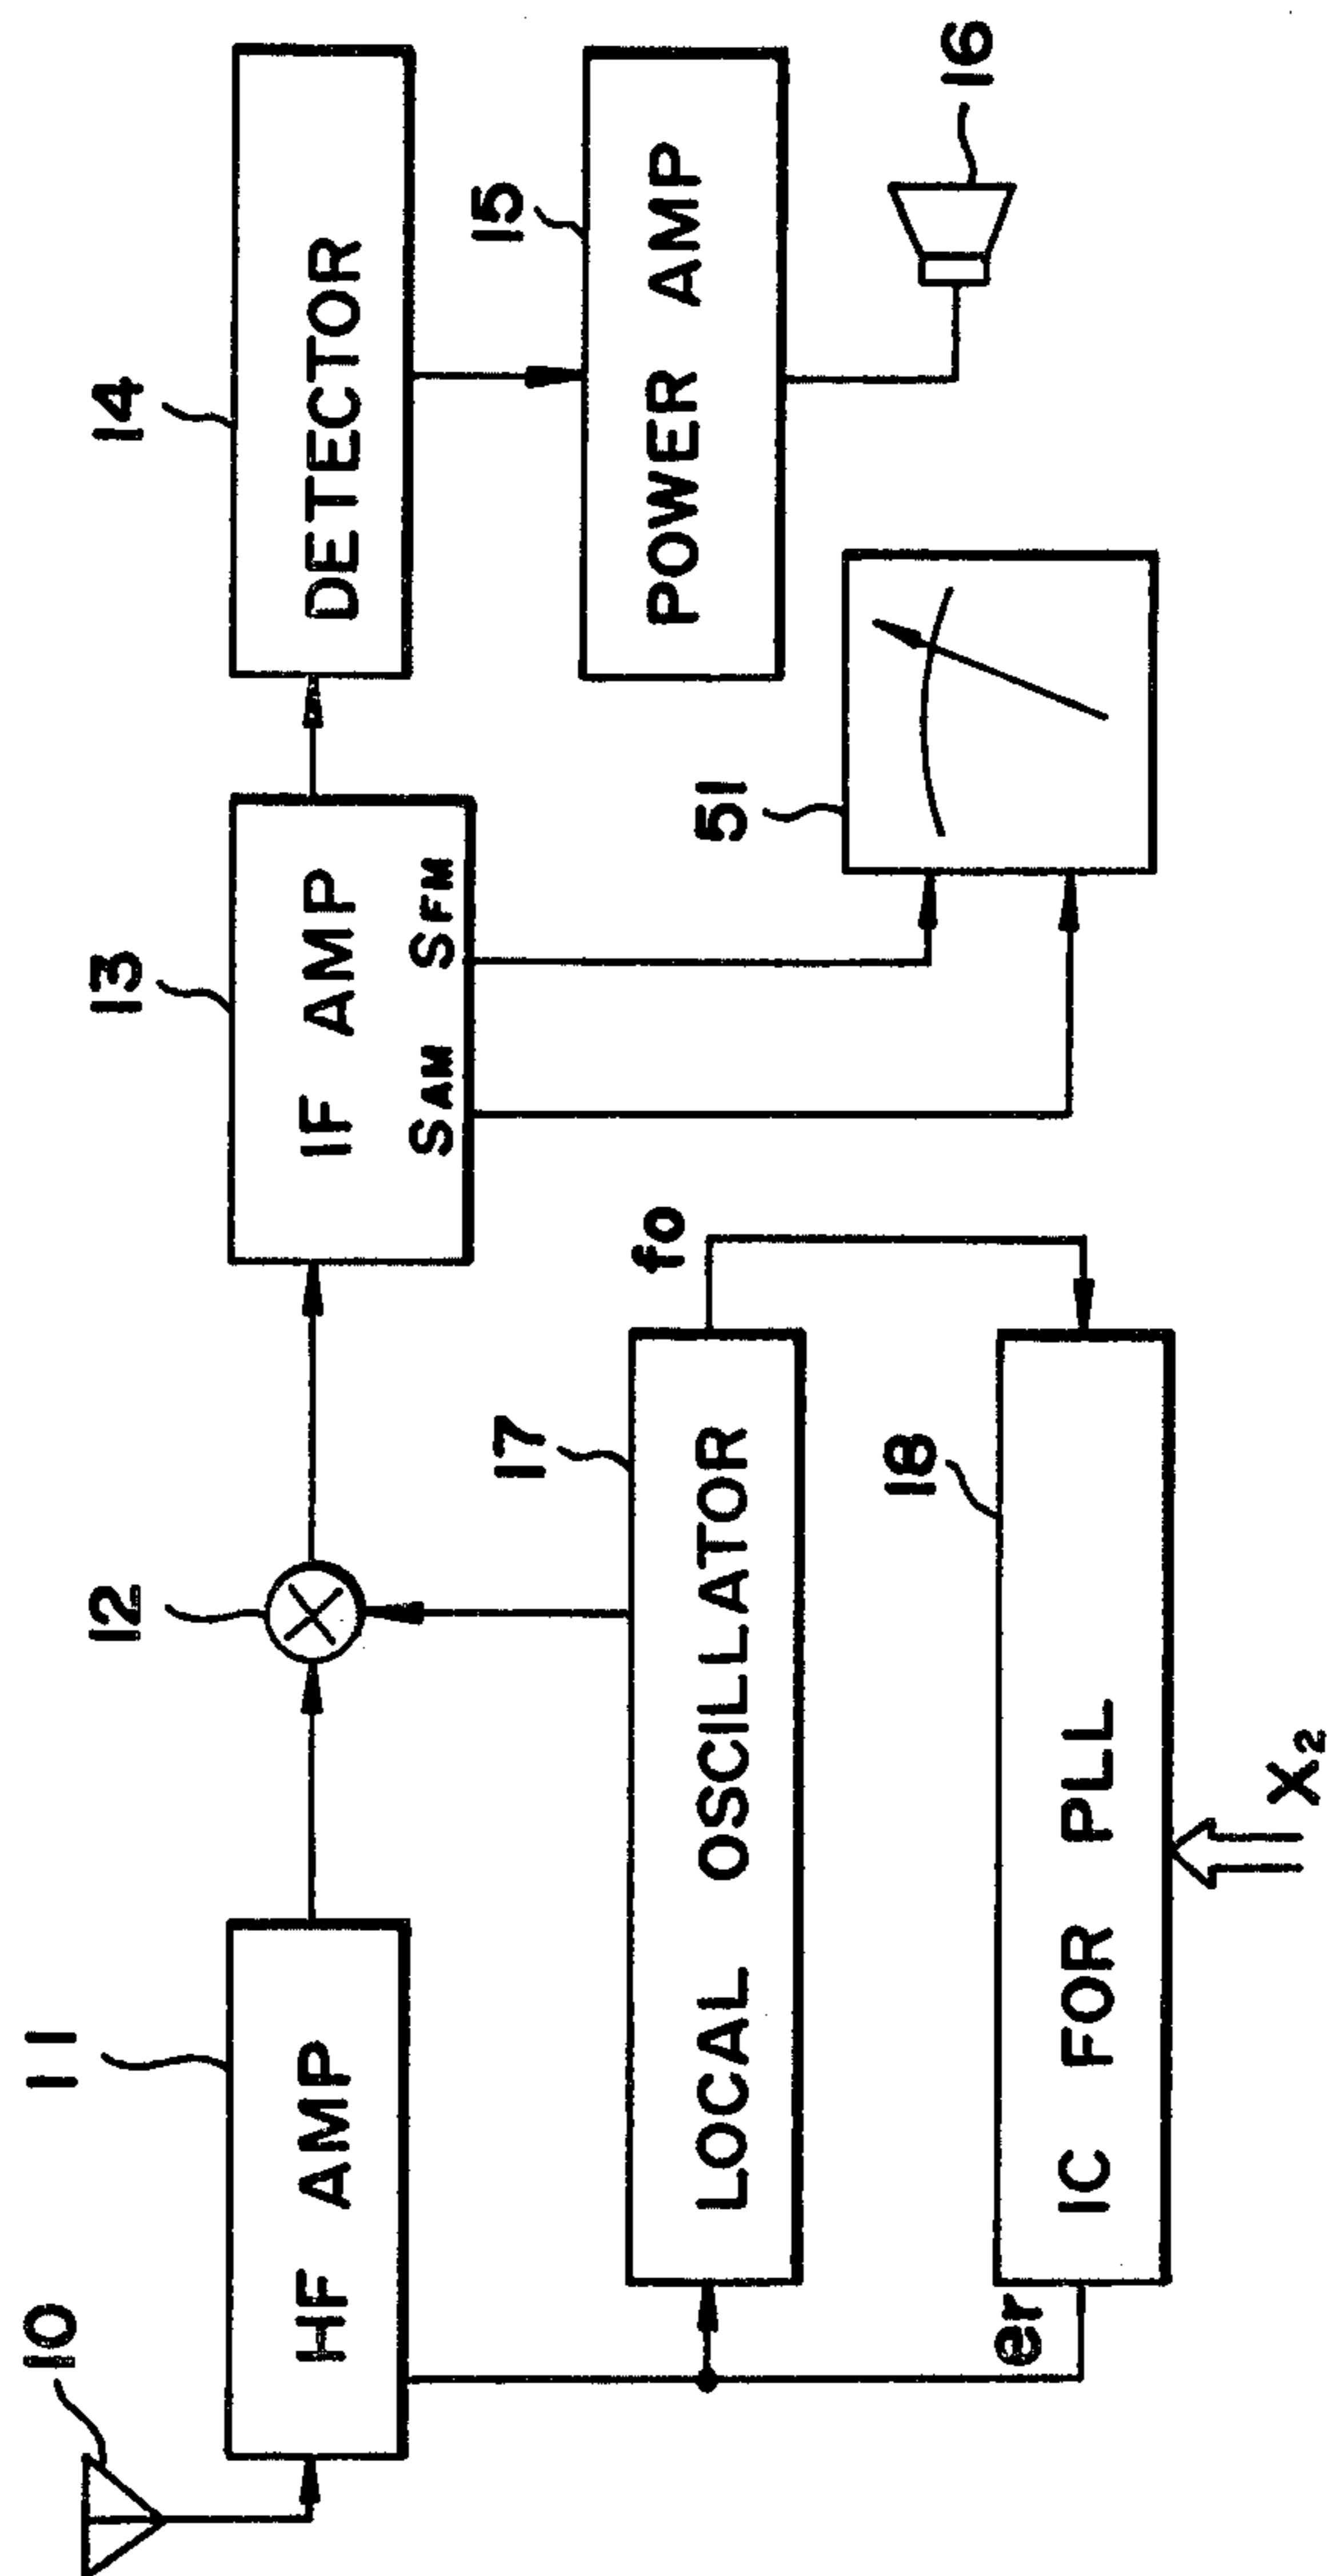 10
11
HF AMP
12
13
IF AMP
SAM SFM
14
DETECTOR
15
POWER AMP
16
17
LOCAL OSCILLATOR
fo
51
er
18
IC FOR PLL
X2